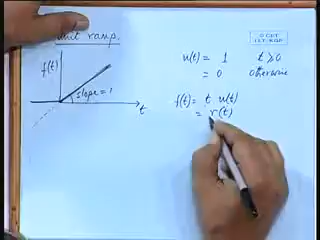 unit ramp.
f(t)
slope = 1
t
u(t) = 1 t ≥ 0
= 0 otherwise
f(t) = t u(t)
= r(t)